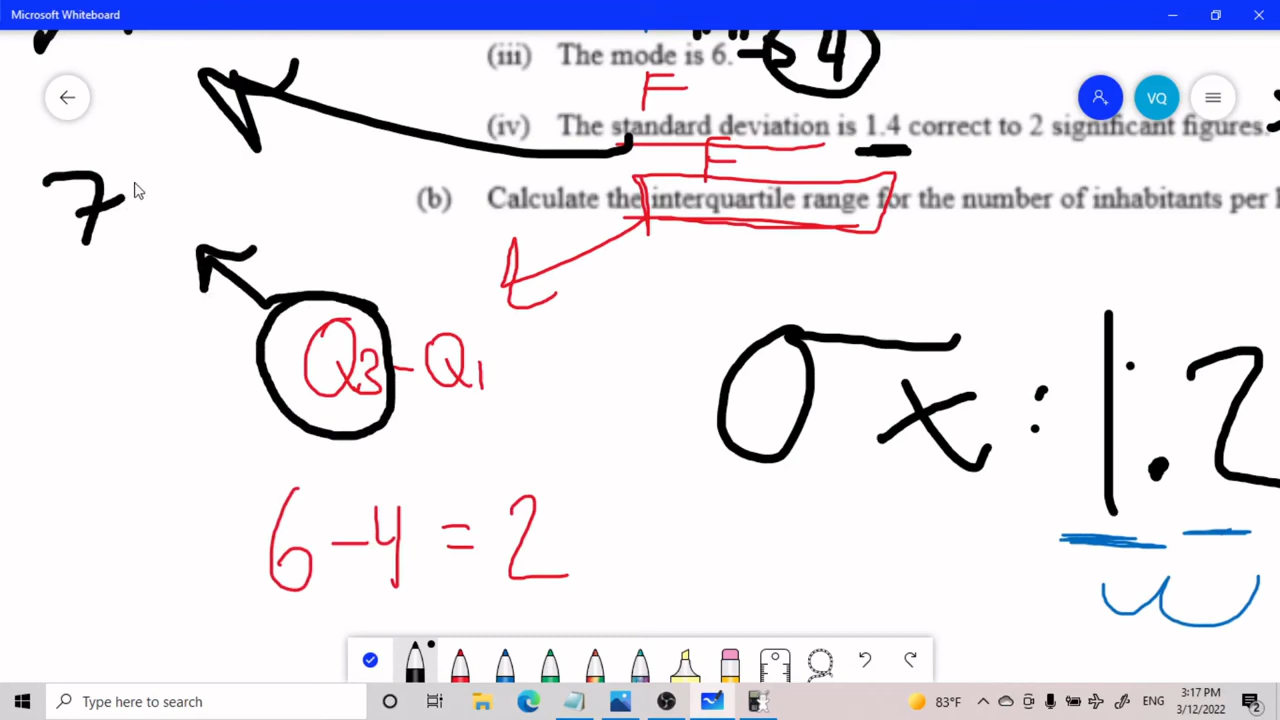 Microsoft Whiteboard
(iii) The mode is 6. 4
F
VQ
(iv) The standard deviation is 1.4 correct to 2 significant figures.
F
7
(b) Calculate the interquartile range for the number of inhabitants per
Q3 - Q1
σx : 1.2
6 - 4 = 2
Type here to search
83°F
ENG
3:17 PM
3/12/2022
2